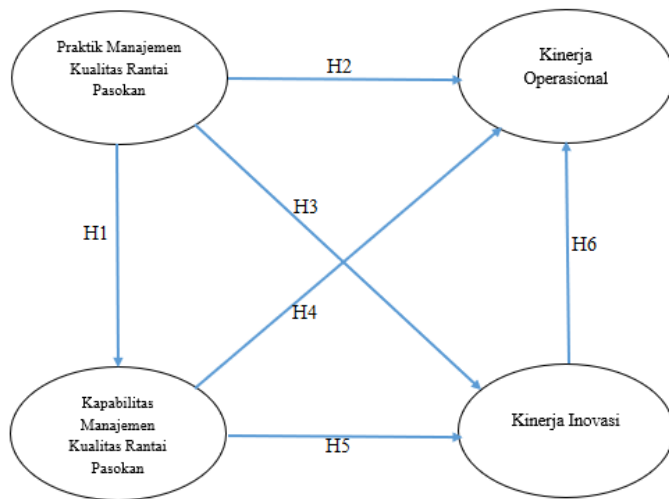 Praktik Manajemen
Kualitas Rantai
Pasokan
Kinerja
Operasional
H2
H3
H1
H6
H4
Kapabilitas
Manajemen
Kualitas Rantai
Pasokan
Kinerja Inovasi
H5